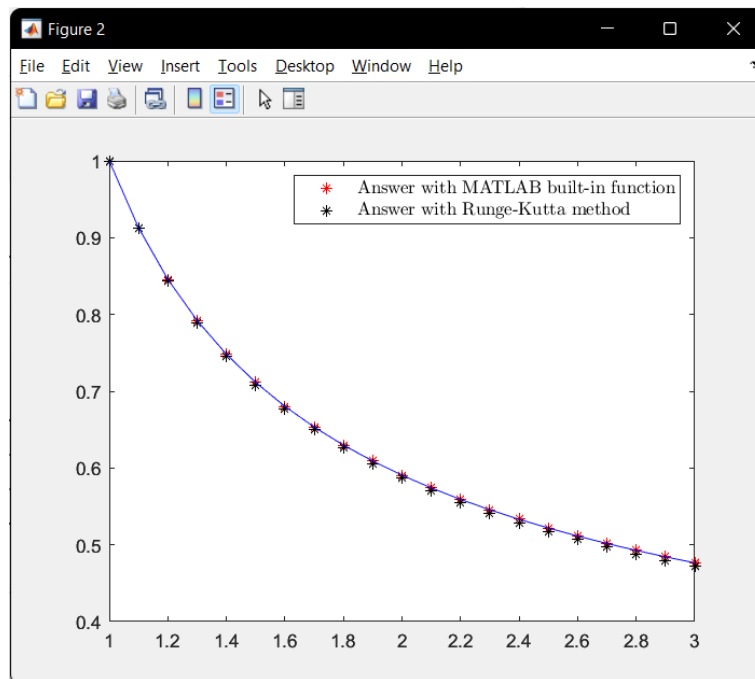 Figure 2
File Edit View Insert Tools Desktop Window Help
Answer with MATLAB built-in function
Answer with Runge-Kutta method
1
0.9
0.8
0.7
0.6
0.5
0.4
1 1.2 1.4 1.6 1.8 2 2.2 2.4 2.6 2.8 3